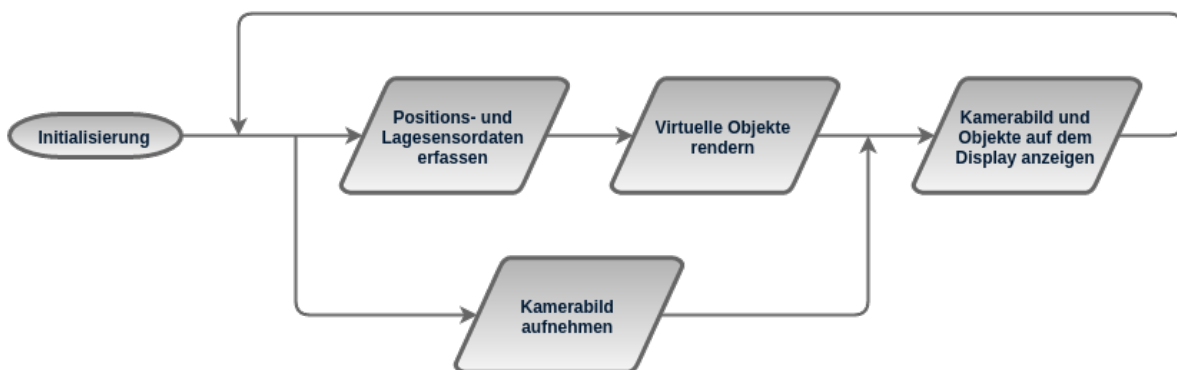 Initialisierung
Positions- und
Lagesensordaten
erfassen
Virtuelle Objekte
rendern
Kamerabild und
Objekte auf dem
Display anzeigen
Kamerabild
aufnehmen